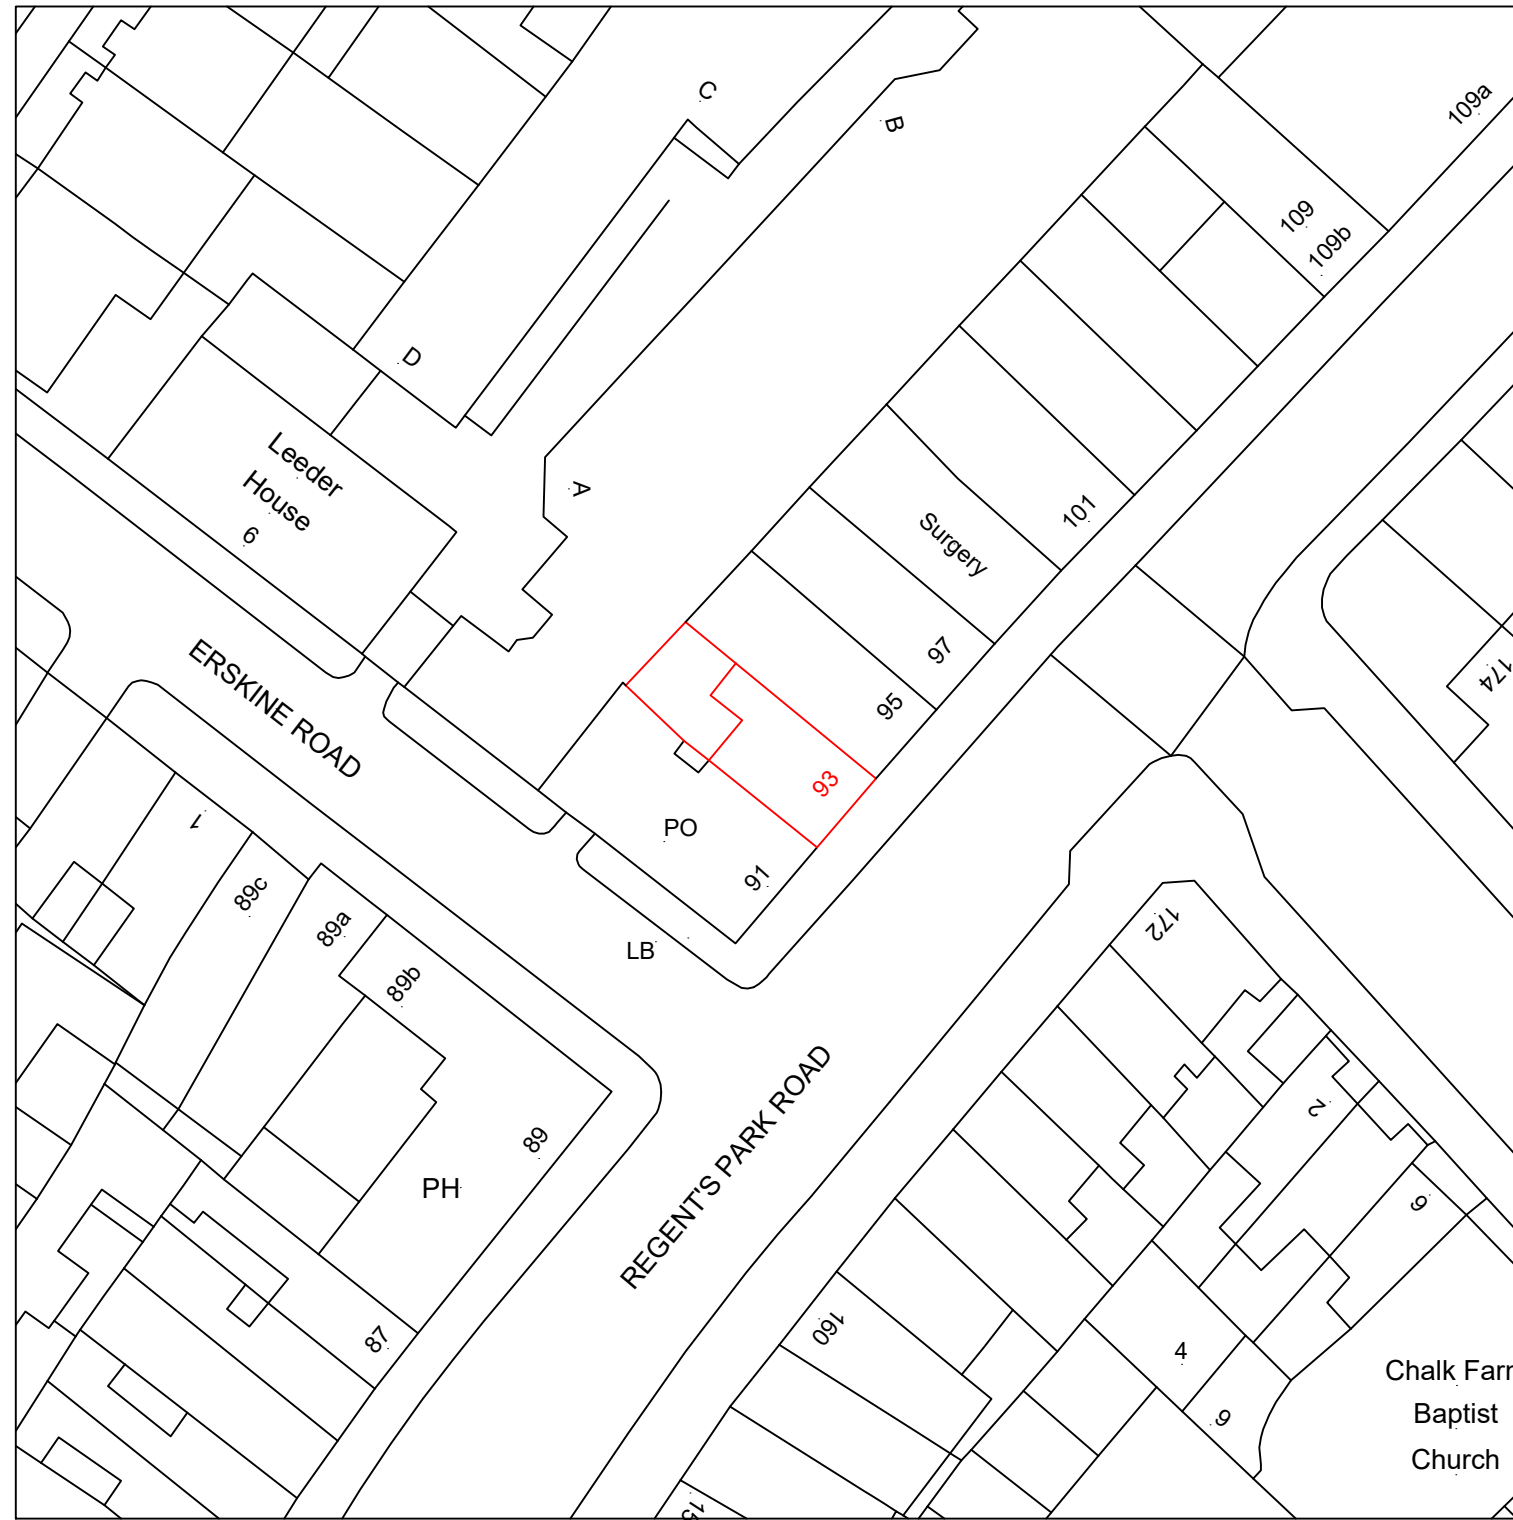 C
B
109a
109
109b
D
Leeder
House
6
A
Surgery
101
97
95
93
174
ERSKINE ROAD
PO
91
LB
1
89c
89a
89b
172
REGENT'S PARK ROAD
89
PH
2
6
87
160
4
6
Chalk Farm
Baptist
Church